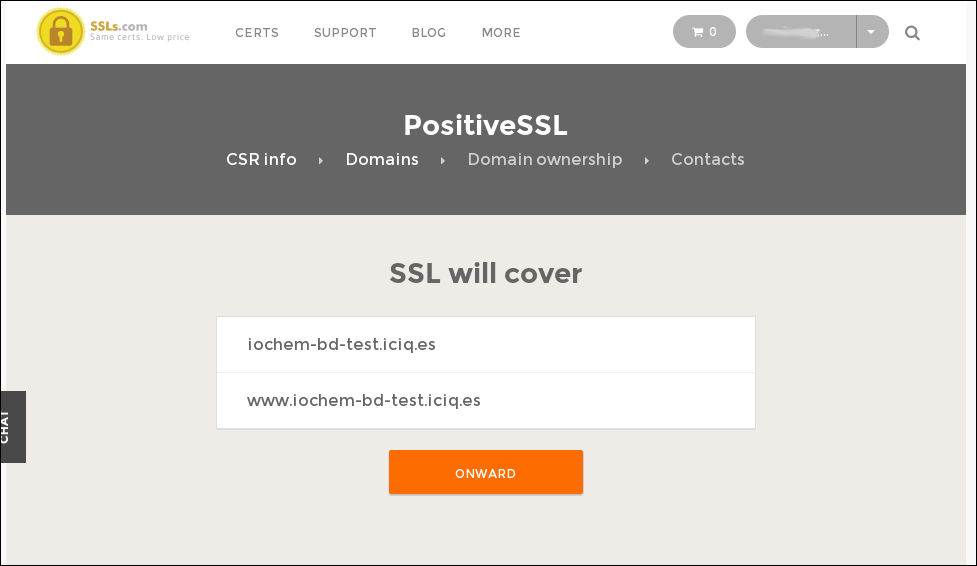 SSLs.com
Same certs. Low price
CERTS SUPPORT BLOG MORE
0
PositiveSSL
CSR info Domains Domain ownership Contacts
SSL will cover
iochem-bd-test.iciq.es
www.iochem-bd-test.iciq.es
CHAT
ONWARD